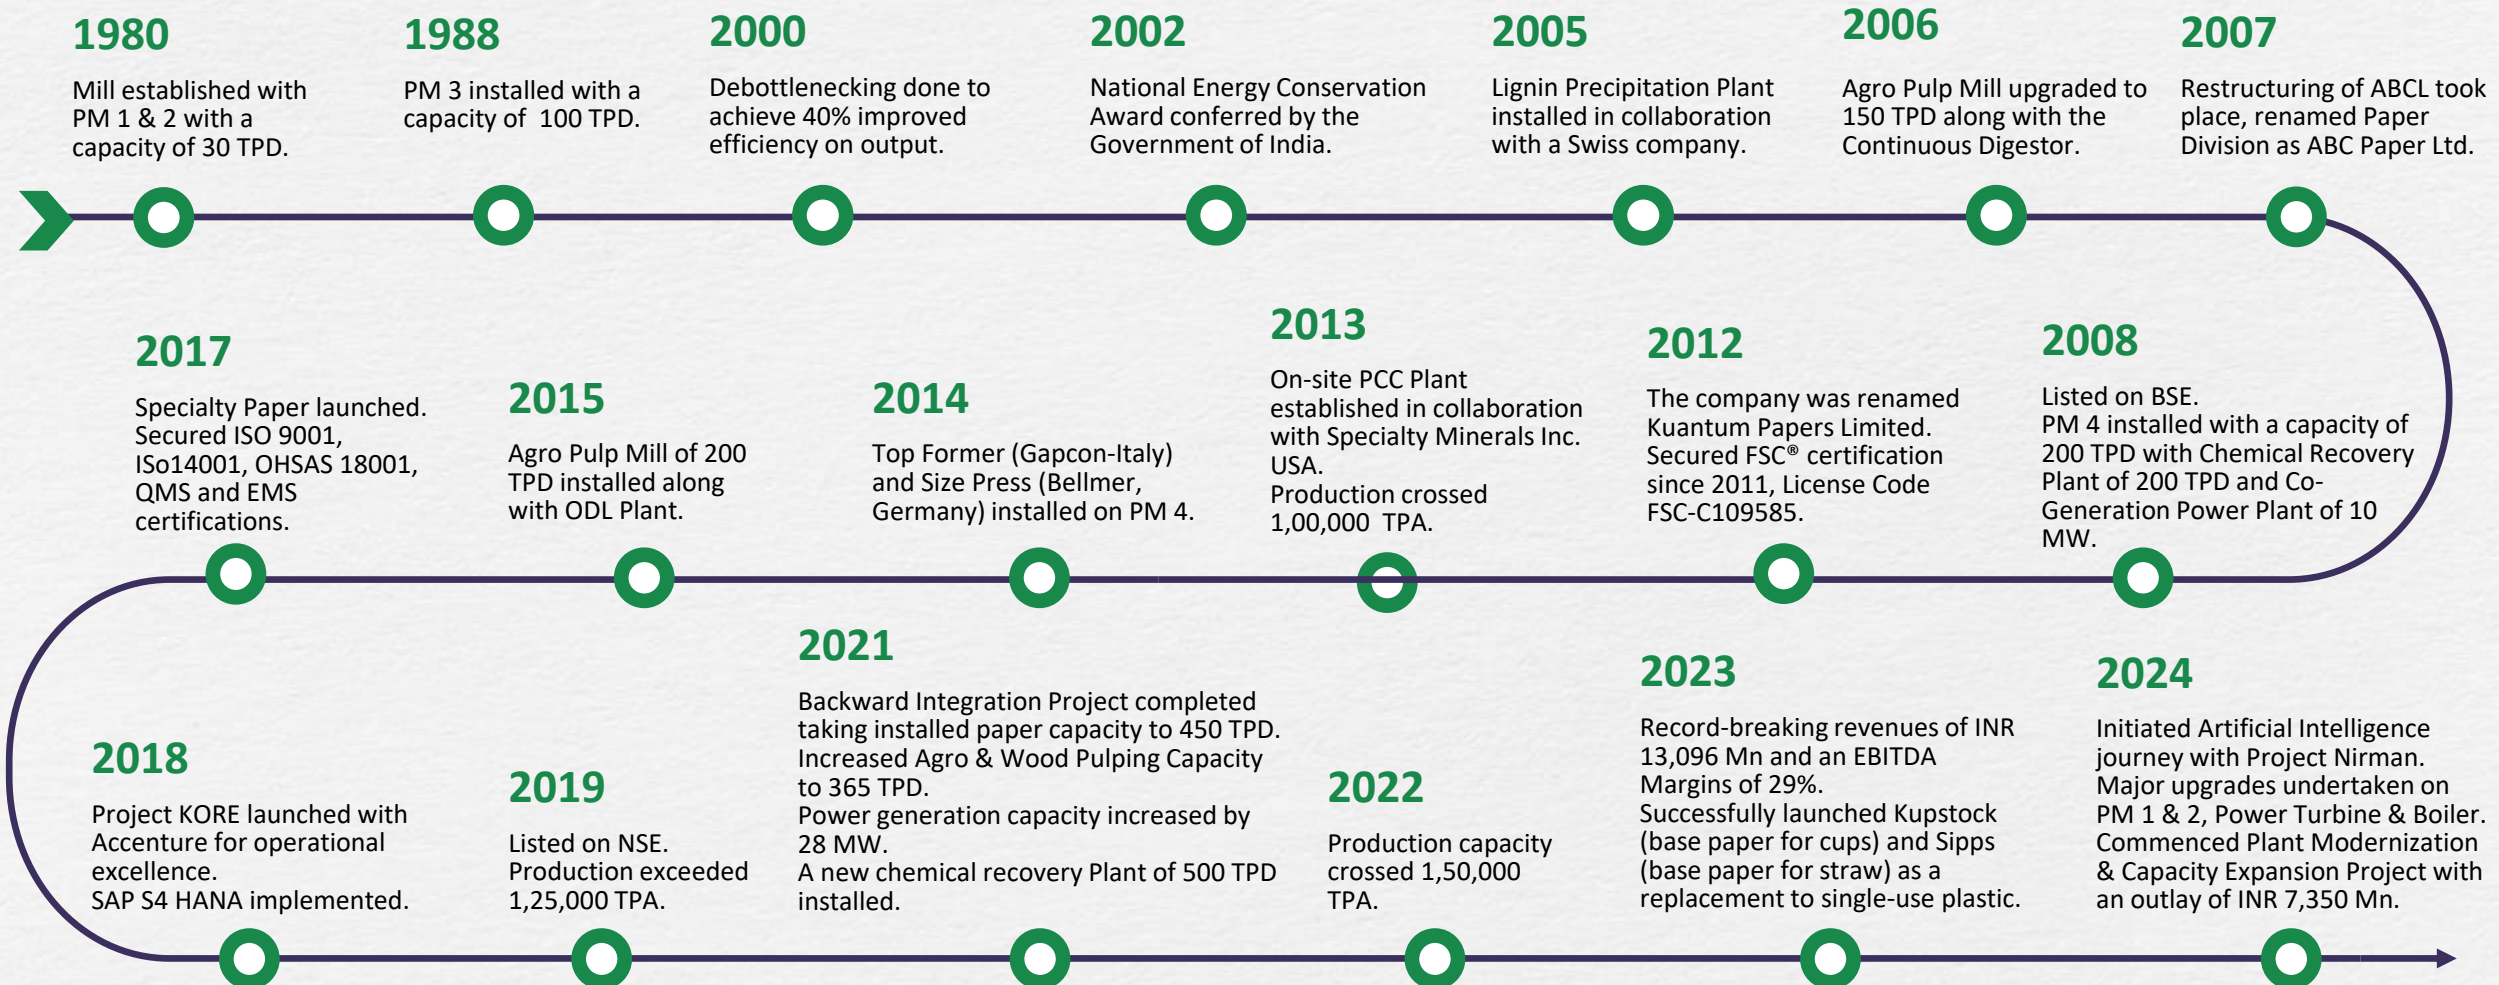 1980
Mill established with
PM 1 & 2 with a
capacity of 30 TPD.
1988
PM 3 installed with a
capacity of  100 TPD.
2000
Debottlenecking done to
achieve 40% improved
efficiency on output.
2002
National Energy Conservation
Award conferred by the
Government of India.
2005
Lignin Precipitation Plant
installed in collaboration
with a Swiss company.
2006
Agro Pulp Mill upgraded to
150 TPD along with the
Continuous Digestor.
2007
Restructuring of ABCL took
place, renamed Paper
Division as ABC Paper Ltd.
2008
Listed on BSE.
PM 4 installed with a capacity of
200 TPD with Chemical Recovery
Plant of 200 TPD and Co-
Generation Power Plant of 10
MW.
2012
The company was renamed
Kuantum Papers Limited.
Secured FSC® certification
since 2011, License Code
FSC-C109585.
2013
On-site PCC Plant
established in collaboration
with Specialty Minerals Inc.
USA.
Production crossed
1,00,000  TPA.
2014
Top Former (Gapcon-Italy)
and Size Press (Bellmer,
Germany) installed on PM 4.
2015
Agro Pulp Mill of 200
TPD installed along
with ODL Plant.
2017
Specialty Paper launched.
Secured ISO 9001,
ISo14001, OHSAS 18001,
QMS and EMS
certifications.
2018
Project KORE launched with
Accenture for operational
excellence.
SAP S4 HANA implemented.
2019
Listed on NSE.
Production exceeded
1,25,000 TPA.
2021
Backward Integration Project completed
taking installed paper capacity to 450 TPD.
Increased Agro & Wood Pulping Capacity
to 365 TPD.
Power generation capacity increased by
28 MW.
A new chemical recovery Plant of 500 TPD
installed.
2022
Production capacity
crossed 1,50,000
TPA.
2023
Record-breaking revenues of INR
13,096 Mn and an EBITDA
Margins of 29%.
Successfully launched Kupstock
(base paper for cups) and Sipps
(base paper for straw) as a
replacement to single-use plastic.
2024
Initiated Artificial Intelligence
journey with Project Nirman.
Major upgrades undertaken on
PM 1 & 2, Power Turbine & Boiler.
Commenced Plant Modernization
& Capacity Expansion Project with
an outlay of INR 7,350 Mn.